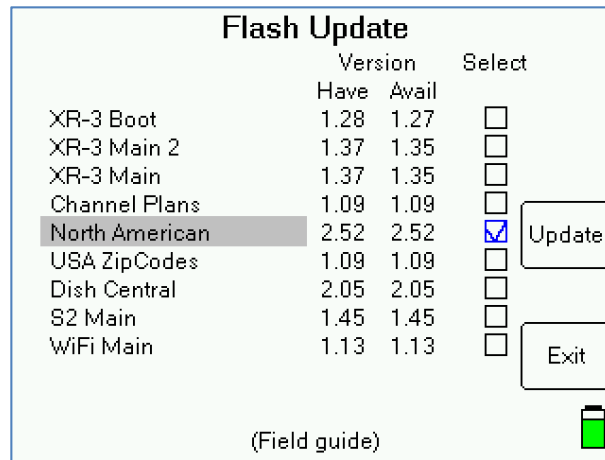 Flash Update
Version Select
Have Avail
XR-3 Boot 1.28 1.27
XR-3 Main 2 1.37 1.35
XR-3 Main 1.37 1.35
Channel Plans 1.09 1.09
North American 2.52 2.52
Update
USA ZipCodes 1.09 1.09
Dish Central 2.05 2.05
S2 Main 1.45 1.45
WiFi Main 1.13 1.13
Exit
(Field guide)